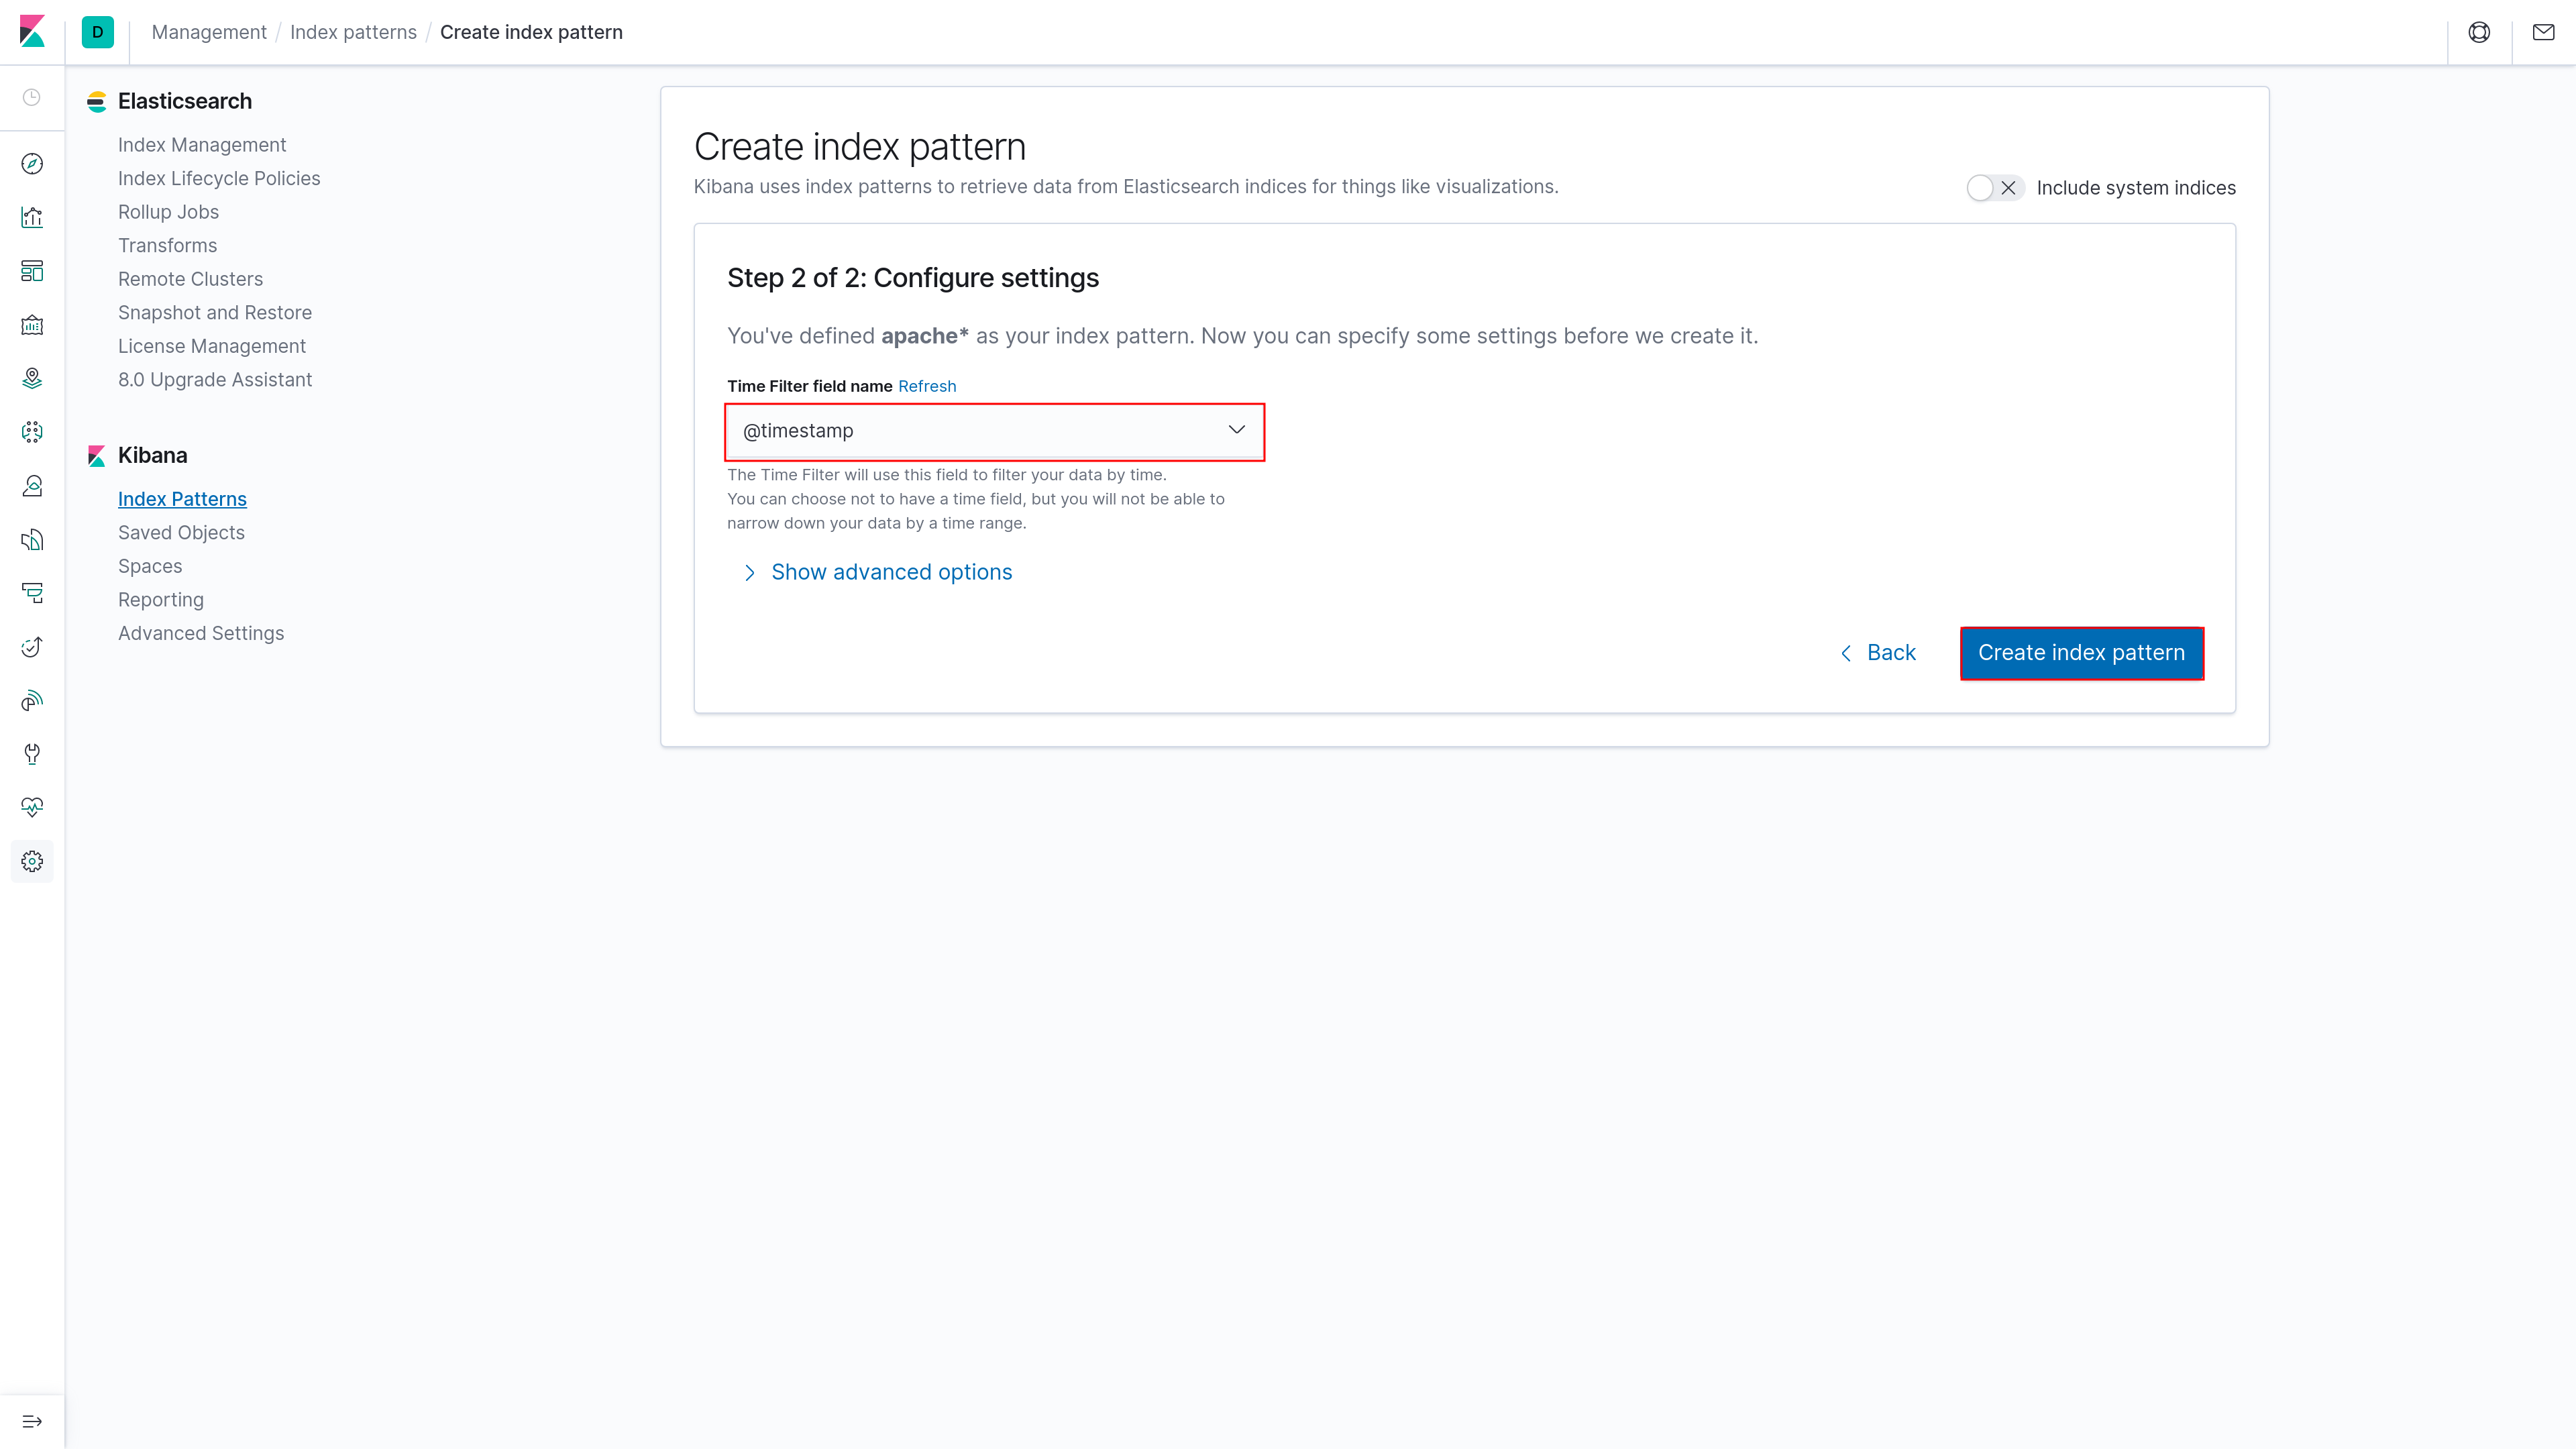 D
Management / Index patterns / Create index pattern
Elasticsearch
Index Management
Index Lifecycle Policies
Rollup Jobs
Transforms
Remote Clusters
Snapshot and Restore
License Management
8.0 Upgrade Assistant
Kibana
Index Patterns
Saved Objects
Spaces
Reporting
Advanced Settings
Create index pattern
Kibana uses index patterns to retrieve data from Elasticsearch indices for things like visualizations.
Include system indices
Step 2 of 2: Configure settings
You've defined apache* as your index pattern. Now you can specify some settings before we create it.
Time Filter field name Refresh
@timestamp
The Time Filter will use this field to filter your data by time.
You can choose not to have a time field, but you will not be able to
narrow down your data by a time range.
Show advanced options
Back
Create index pattern